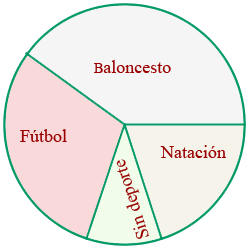 Baloncesto
Fútbol
Natación
Sin deporte